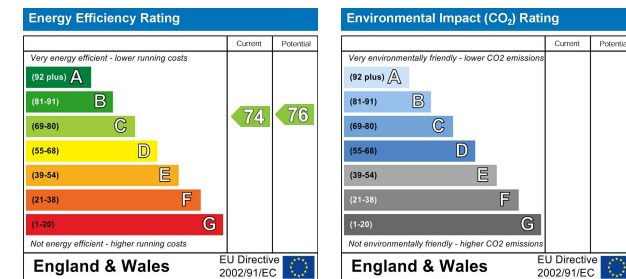 Energy Efficiency Rating
Current Potential
Very energy efficient - lower running costs
(92 plus) A
(81-91) B
(69-80) C
74 76
(55-68) D
(39-54) E
(21-38) F
(1-20) G
Not energy efficient - higher running costs
England & Wales
EU Directive
2002/91/EC
Environmental Impact (CO₂) Rating
Current Potential
Very environmentally friendly - lower CO2 emissions
(92 plus) A
(81-91) B
(69-80) C
(55-68) D
(39-54) E
(21-38) F
(1-20) G
Not environmentally friendly - higher CO2 emissions
England & Wales
EU Directive
2002/91/EC